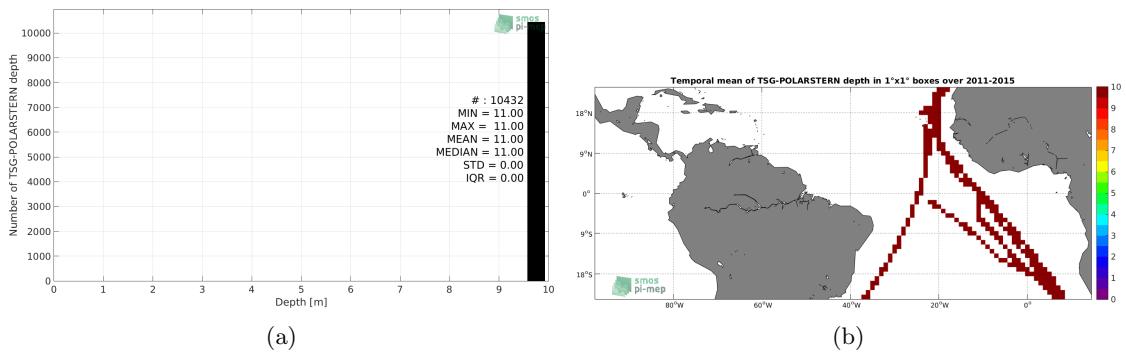 smos
pi-mep
10000
9000
8000
7000
6000
5000
4000
3000
2000
1000
0
Number of TSG-POLARSTERN depth
# : 10432
MIN = 11.00
MAX = 11.00
MEAN = 11.00
MEDIAN = 11.00
STD = 0.00
IQR = 0.00
0 1 2 3 4 5 6 7 8 9 10
Depth [m]
(a)
Temporal mean of TSG-POLARSTERN depth in 1°x1° boxes over 2011-2015
18°N
9°N
0°
9°S
18°S
80°W 60°W 40°W 20°W 0°
10
9
8
7
6
5
4
3
2
1
0
smos
pi-mep
(b)